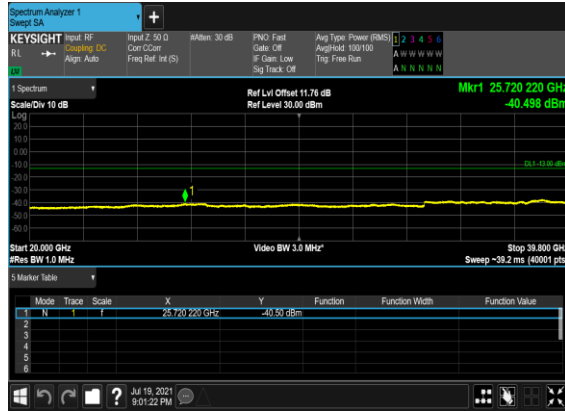 Spectrum Analyzer 1
Swept SA
+
KEYSIGHT
RL
Input: RF
Coupling: DC
Align: Auto
Input Z: 50 Ω
Corr CCorr
Freq Ref: Int (S)
#Atten: 30 dB
PNO: Fast
Gate: Off
IF Gain: Low
Sig Track: Off
Avg Type: Power (RMS)
Avg|Hold: 100/100
Trig: Free Run
1 2 3 4 5 6
A W W W W W
A N N N N N
1 Spectrum
Scale/Div 10 dB
Ref Lvl Offset 11.76 dB
Ref Level 30.00 dBm
Mkr1 25.720 220 GHz
-40.498 dBm
Log
20.0
10.0
0.00
-10.0
-20.0
-30.0
-40.0
-50.0
-60.0
1
DL1 -13.00 dBm
Start 20.000 GHz
#Res BW 1.0 MHz
Video BW 3.0 MHz*
Stop 39.800 GHz
Sweep ~39.2 ms (40001 pts)
5 Marker Table
Mode Trace Scale X Y Function Function Width Function Value
1 N 1 f 25.720 220 GHz -40.50 dBm
2
3
4
5
6
?
Jul 19, 2021
9:01:22 PM